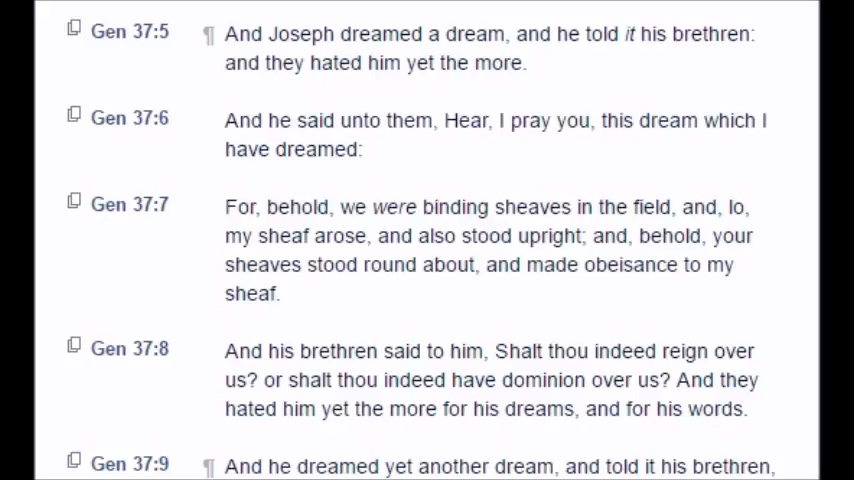 Gen 37:5 ¶ And Joseph dreamed a dream, and he told it his brethren:
and they hated him yet the more.
Gen 37:6 And he said unto them, Hear, I pray you, this dream which I
have dreamed:
Gen 37:7 For, behold, we were binding sheaves in the field, and, lo,
my sheaf arose, and also stood upright; and, behold, your
sheaves stood round about, and made obeisance to my
sheaf.
Gen 37:8 And his brethren said to him, Shalt thou indeed reign over
us? or shalt thou indeed have dominion over us? And they
hated him yet the more for his dreams, and for his words.
Gen 37:9 ¶ And he dreamed yet another dream, and told it his brethren,